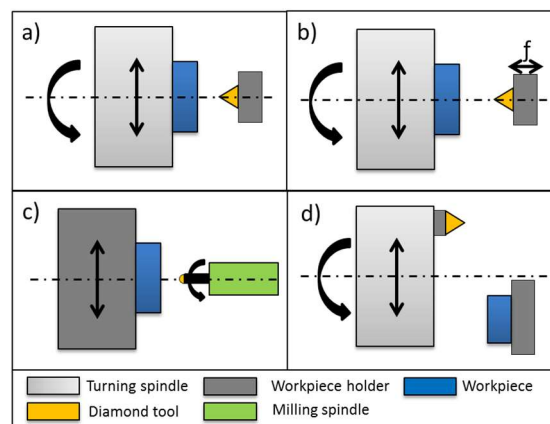 a)
b)
f
c)
d)
Turning spindle
Workpiece holder
Workpiece
Diamond tool
Milling spindle